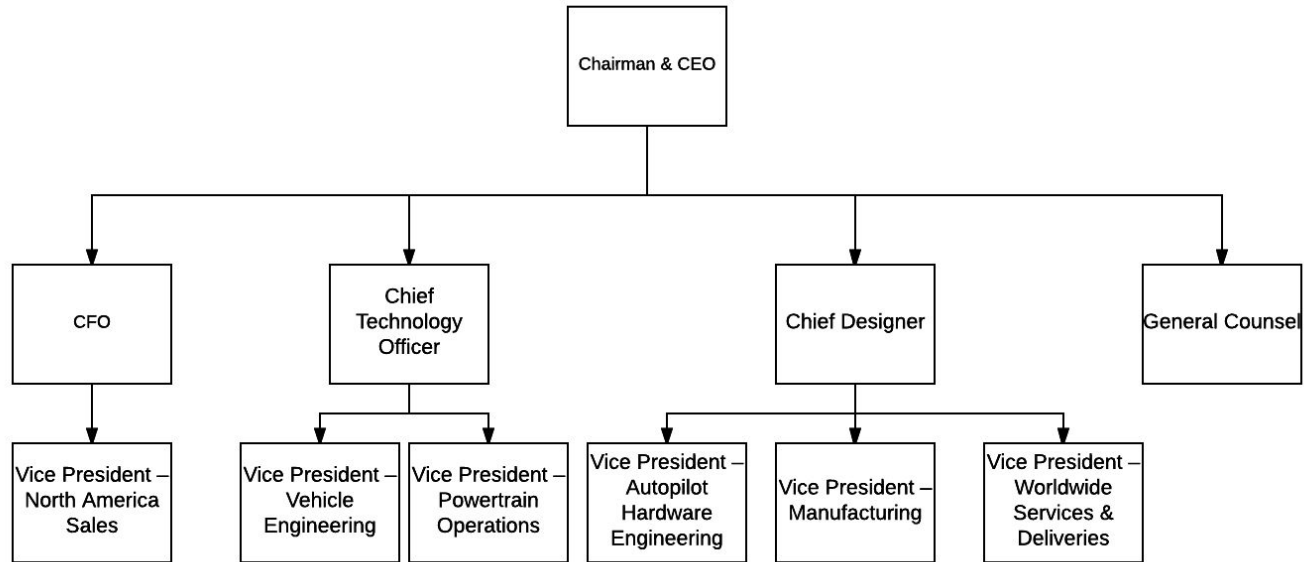 Chairman & CEO
CFO
Chief
Technology
Officer
Chief Designer
General Counsel
Vice President –
North America
Sales
Vice President –
Vehicle
Engineering
Vice President –
Powertrain
Operations
Vice President –
Autopilot
Hardware
Engineering
Vice President –
Manufacturing
Vice President –
Worldwide
Services &
Deliveries